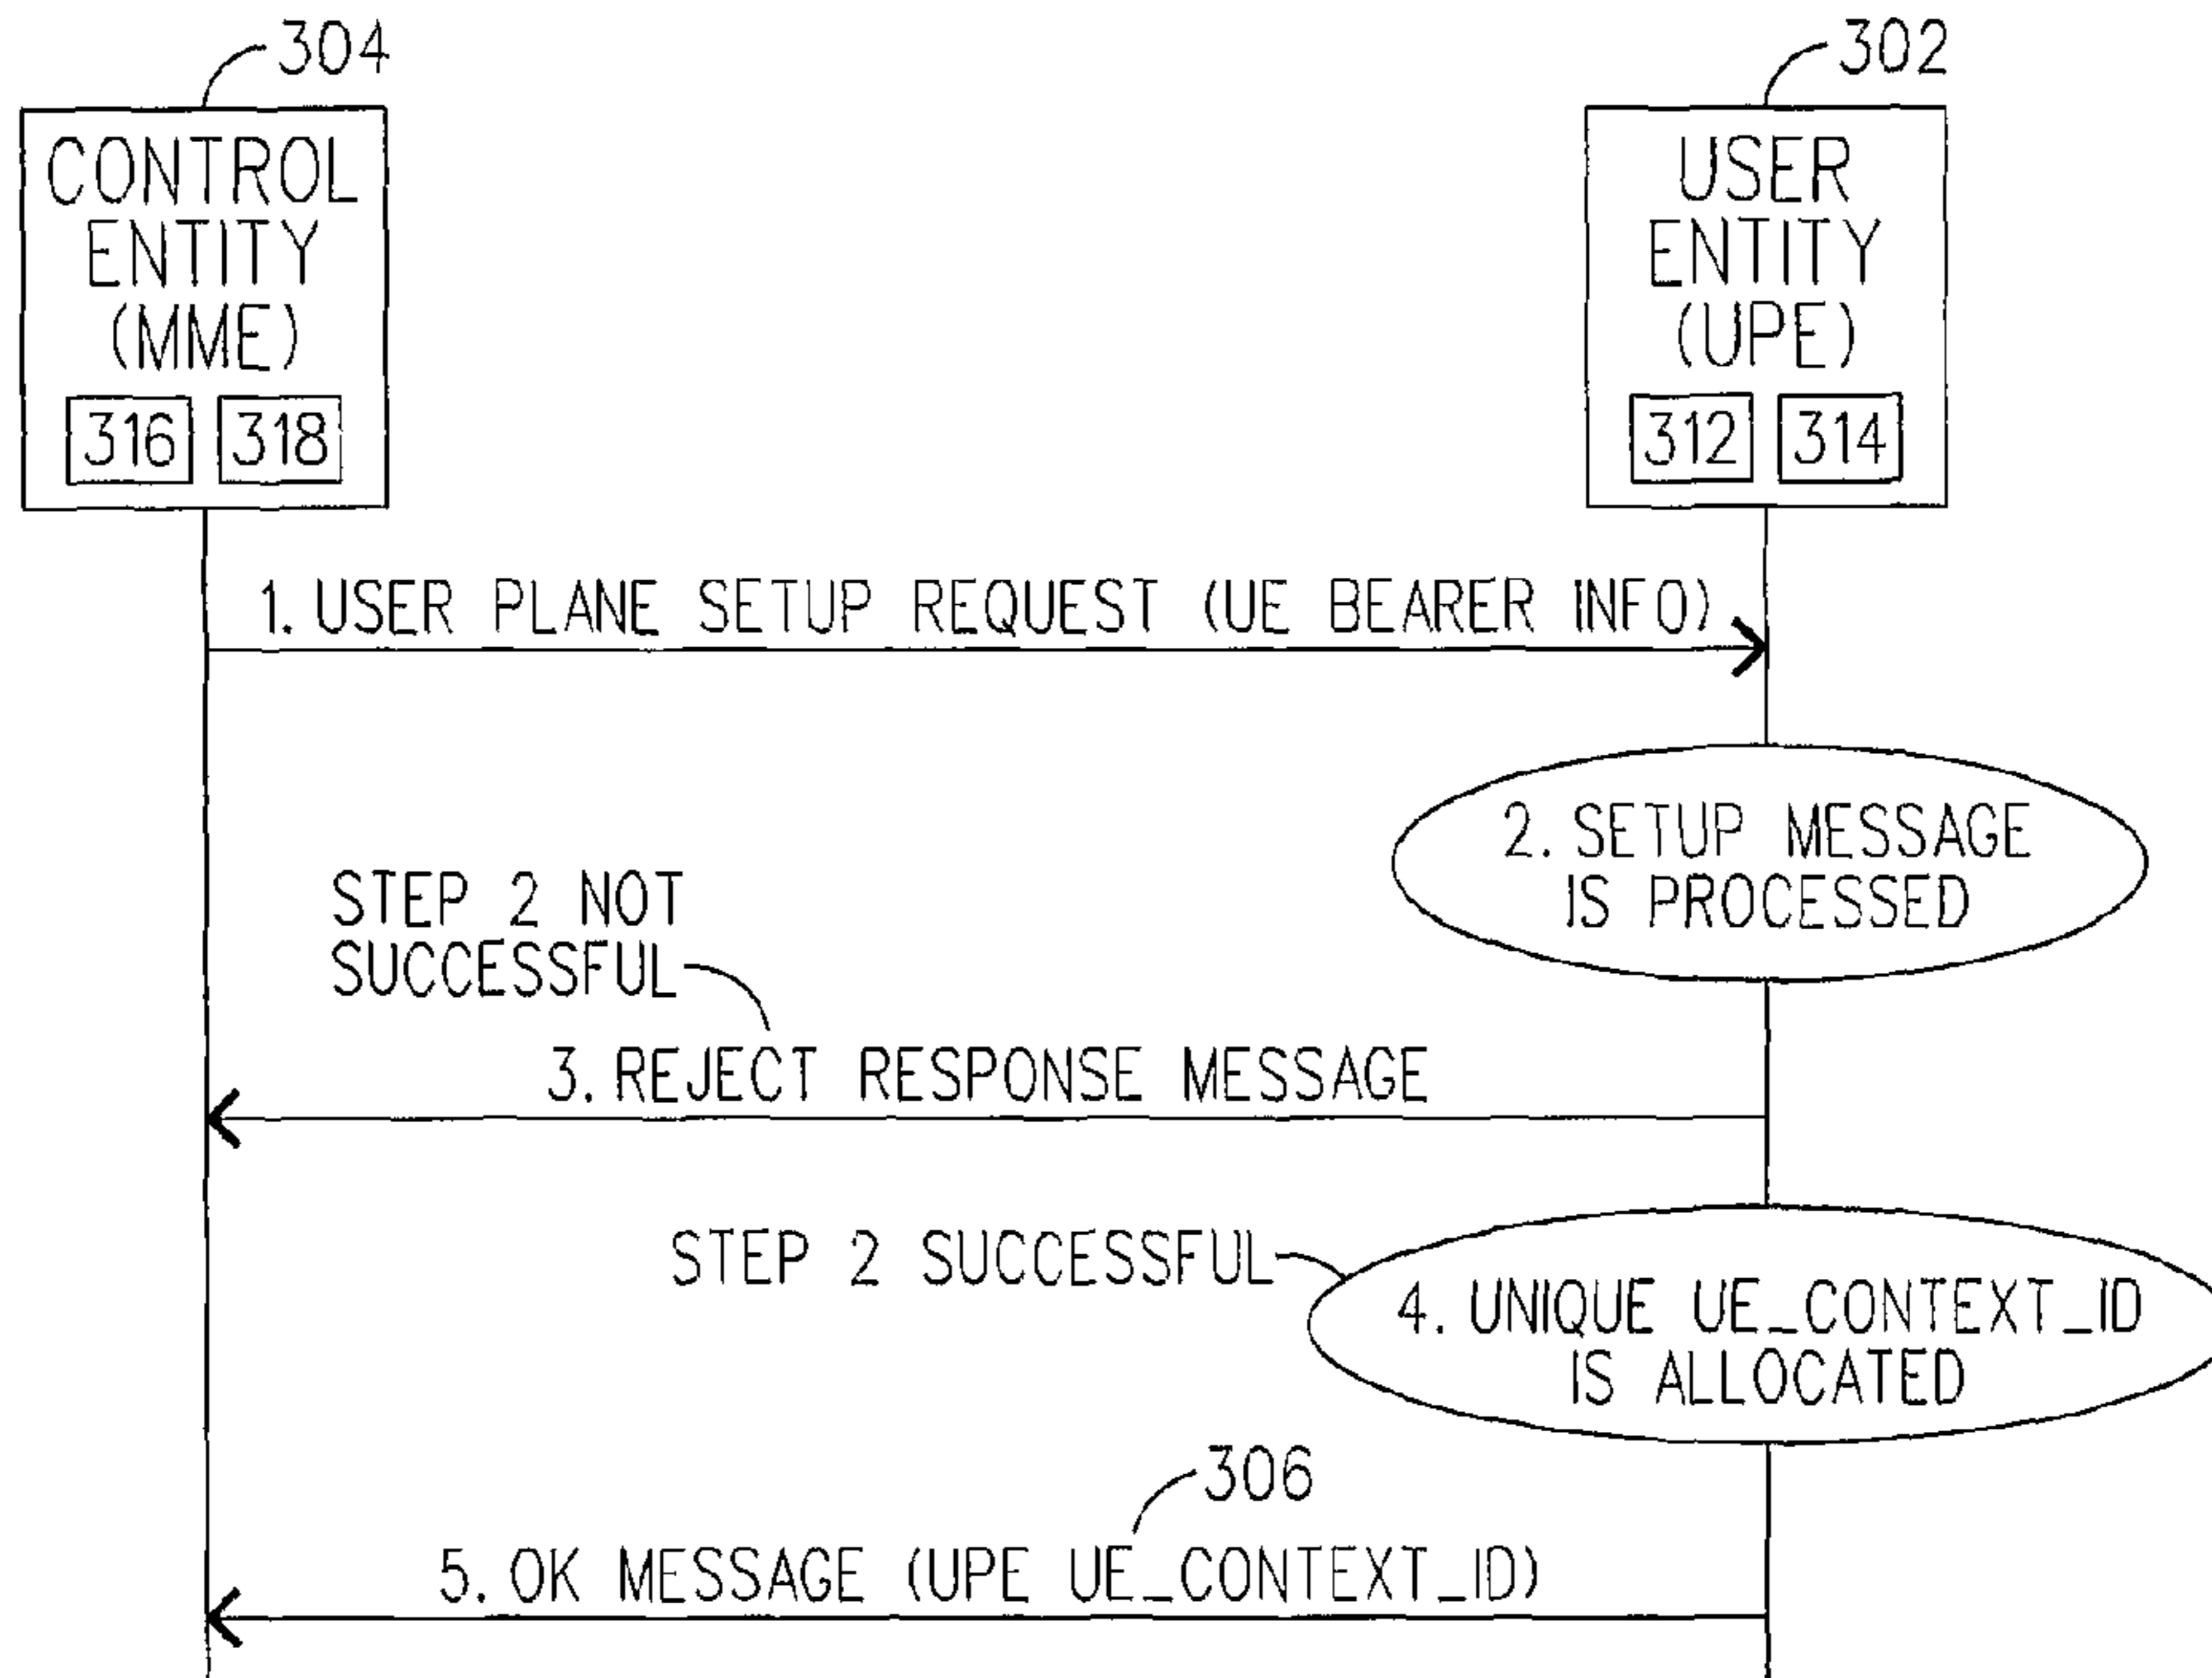 304
302
CONTROL
ENTITY
(MME)
316 318
USER
ENTITY
(UPE)
312 314
1. USER PLANE SETUP REQUEST (UE BEARER INFO)
2. SETUP MESSAGE
IS PROCESSED
STEP 2 NOT
SUCCESSFUL
3. REJECT RESPONSE MESSAGE
STEP 2 SUCCESSFUL
4. UNIQUE UE_CONTEXT_ID
IS ALLOCATED
306
5. OK MESSAGE (UPE UE_CONTEXT_ID)